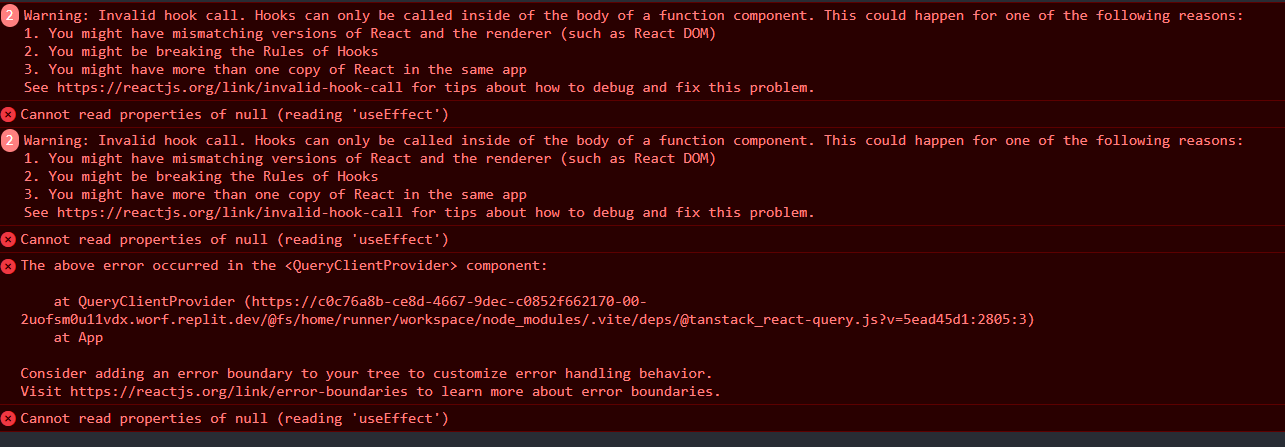 2 Warning: Invalid hook call. Hooks can only be called inside of the body of a function component. This could happen for one of the following reasons:
1. You might have mismatching versions of React and the renderer (such as React DOM)
2. You might be breaking the Rules of Hooks
3. You might have more than one copy of React in the same app
See https://reactjs.org/link/invalid-hook-call for tips about how to debug and fix this problem.
Cannot read properties of null (reading 'useEffect')
2 Warning: Invalid hook call. Hooks can only be called inside of the body of a function component. This could happen for one of the following reasons:
1. You might have mismatching versions of React and the renderer (such as React DOM)
2. You might be breaking the Rules of Hooks
3. You might have more than one copy of React in the same app
See https://reactjs.org/link/invalid-hook-call for tips about how to debug and fix this problem.
Cannot read properties of null (reading 'useEffect')
The above error occurred in the <QueryClientProvider> component:
at QueryClientProvider (https://c0c76a8b-ce8d-4667-9dec-c0852f662170-00-
2uofsm0u11vdx.worf.replit.dev/@fs/home/runner/workspace/node_modules/.vite/deps/@tanstack_react-query.js?v=5ead45d1:2805:3)
at App
Consider adding an error boundary to your tree to customize error handling behavior.
Visit https://reactjs.org/link/error-boundaries to learn more about error boundaries.
Cannot read properties of null (reading 'useEffect')